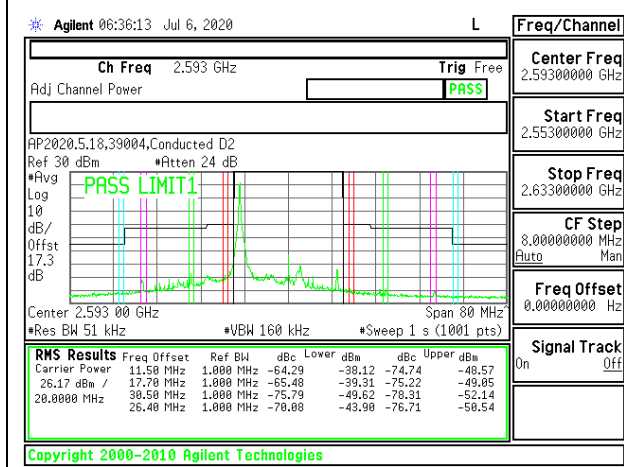 Agilent 06:36:13 Jul 6, 2020 L
Freq/Channel
Ch Freq 2.593 GHz Trig Free
Adj Channel Power PASS
AP2020.5.18,39004,Conducted D2
Ref 30 dBm #Atten 24 dB
#Avg
Log
10
dB/
Offst
17.3
dB
PASS LIMIT1
Center 2.593 00 GHz Span 80 MHz
#Res BW 51 kHz #VBW 160 kHz #Sweep 1 s (1001 pts)
RMS Results Freq Offset Ref BW dBc Lower dBm dBc Upper dBm
Carrier Power 11.50 MHz 1.000 MHz -64.29 -38.12 -74.74 -48.57
26.17 dBm / 17.70 MHz 1.000 MHz -65.48 -39.31 -75.22 -49.05
20.0000 MHz 30.50 MHz 1.000 MHz -75.79 -49.62 -78.31 -52.14
26.40 MHz 1.000 MHz -70.08 -43.90 -76.71 -50.54
Center Freq
2.59300000 GHz
Start Freq
2.55300000 GHz
Stop Freq
2.63300000 GHz
CF Step
8.00000000 MHz
Auto Man
Freq Offset
0.00000000 Hz
Signal Track
On Off
Copyright 2000-2010 Agilent Technologies